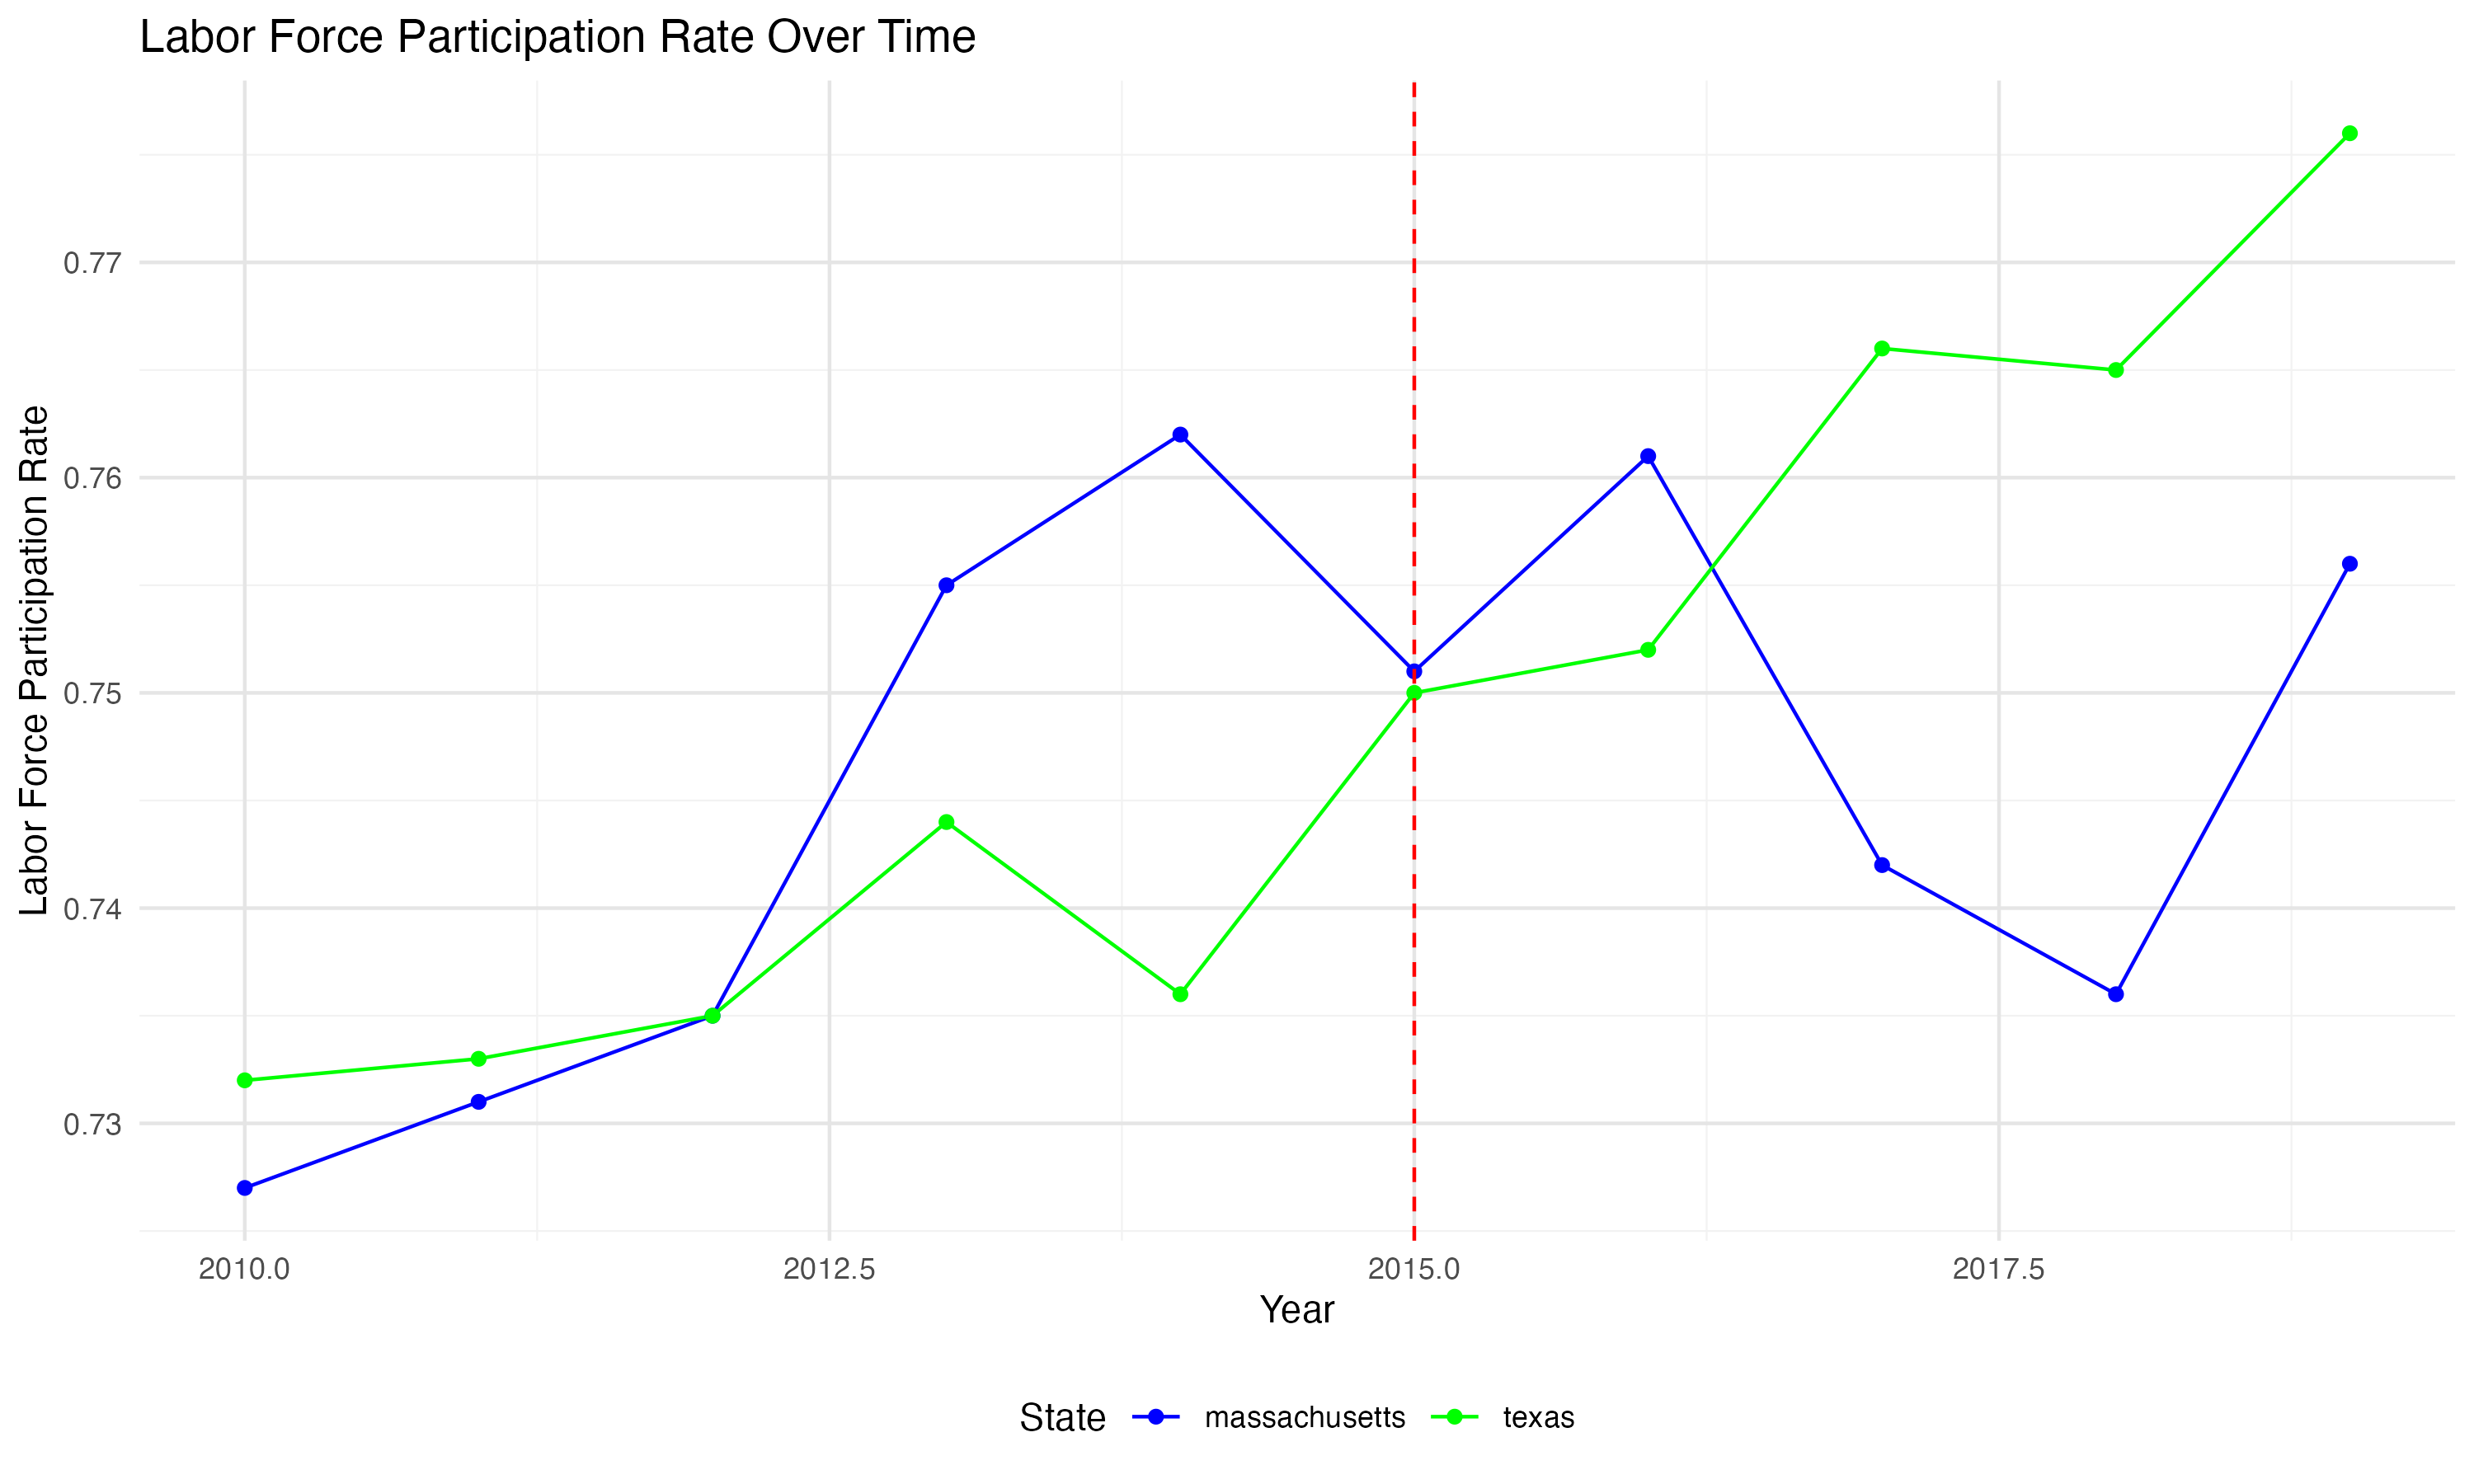 Labor Force Participation Rate Over Time
Labor Force Participation Rate
0.77
0.76
0.75
0.74
0.73
2010.0 2012.5 2015.0 2017.5
Year
State massachusetts texas